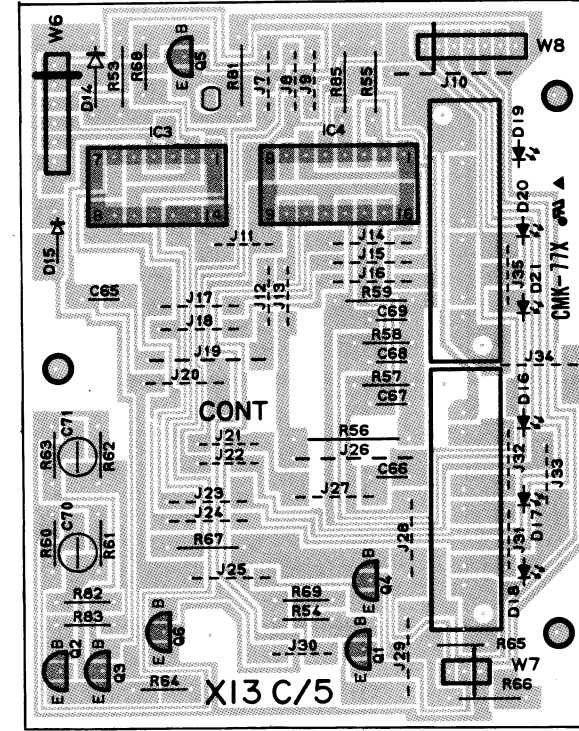 W6
D14
R53
R68
E
B
Q5
R81
J7
J8
J9
R85
R55
W8
J10
D19
IC3
IC4
7
1
8
14
8
1
9
16
D20
D15
J11
J14
J15
J16
J35
D21
CMK-77X
C65
J17
J12
J13
R59
C69
J18
R58
J19
C68
J34
J20
R57
C67
D16
CONT
R63
C71
R62
J21
J22
R56
J26
C66
J32
J33
J23
J27
J24
R60
C70
R61
R67
J28
J31
D17
J25
B
Q4
E
D18
R82
R83
R69
R54
B
Q2
E
B
Q3
E
B
Q6
E
J30
B
Q1
E
J29
R65
W7
R66
R64
X13 C/5